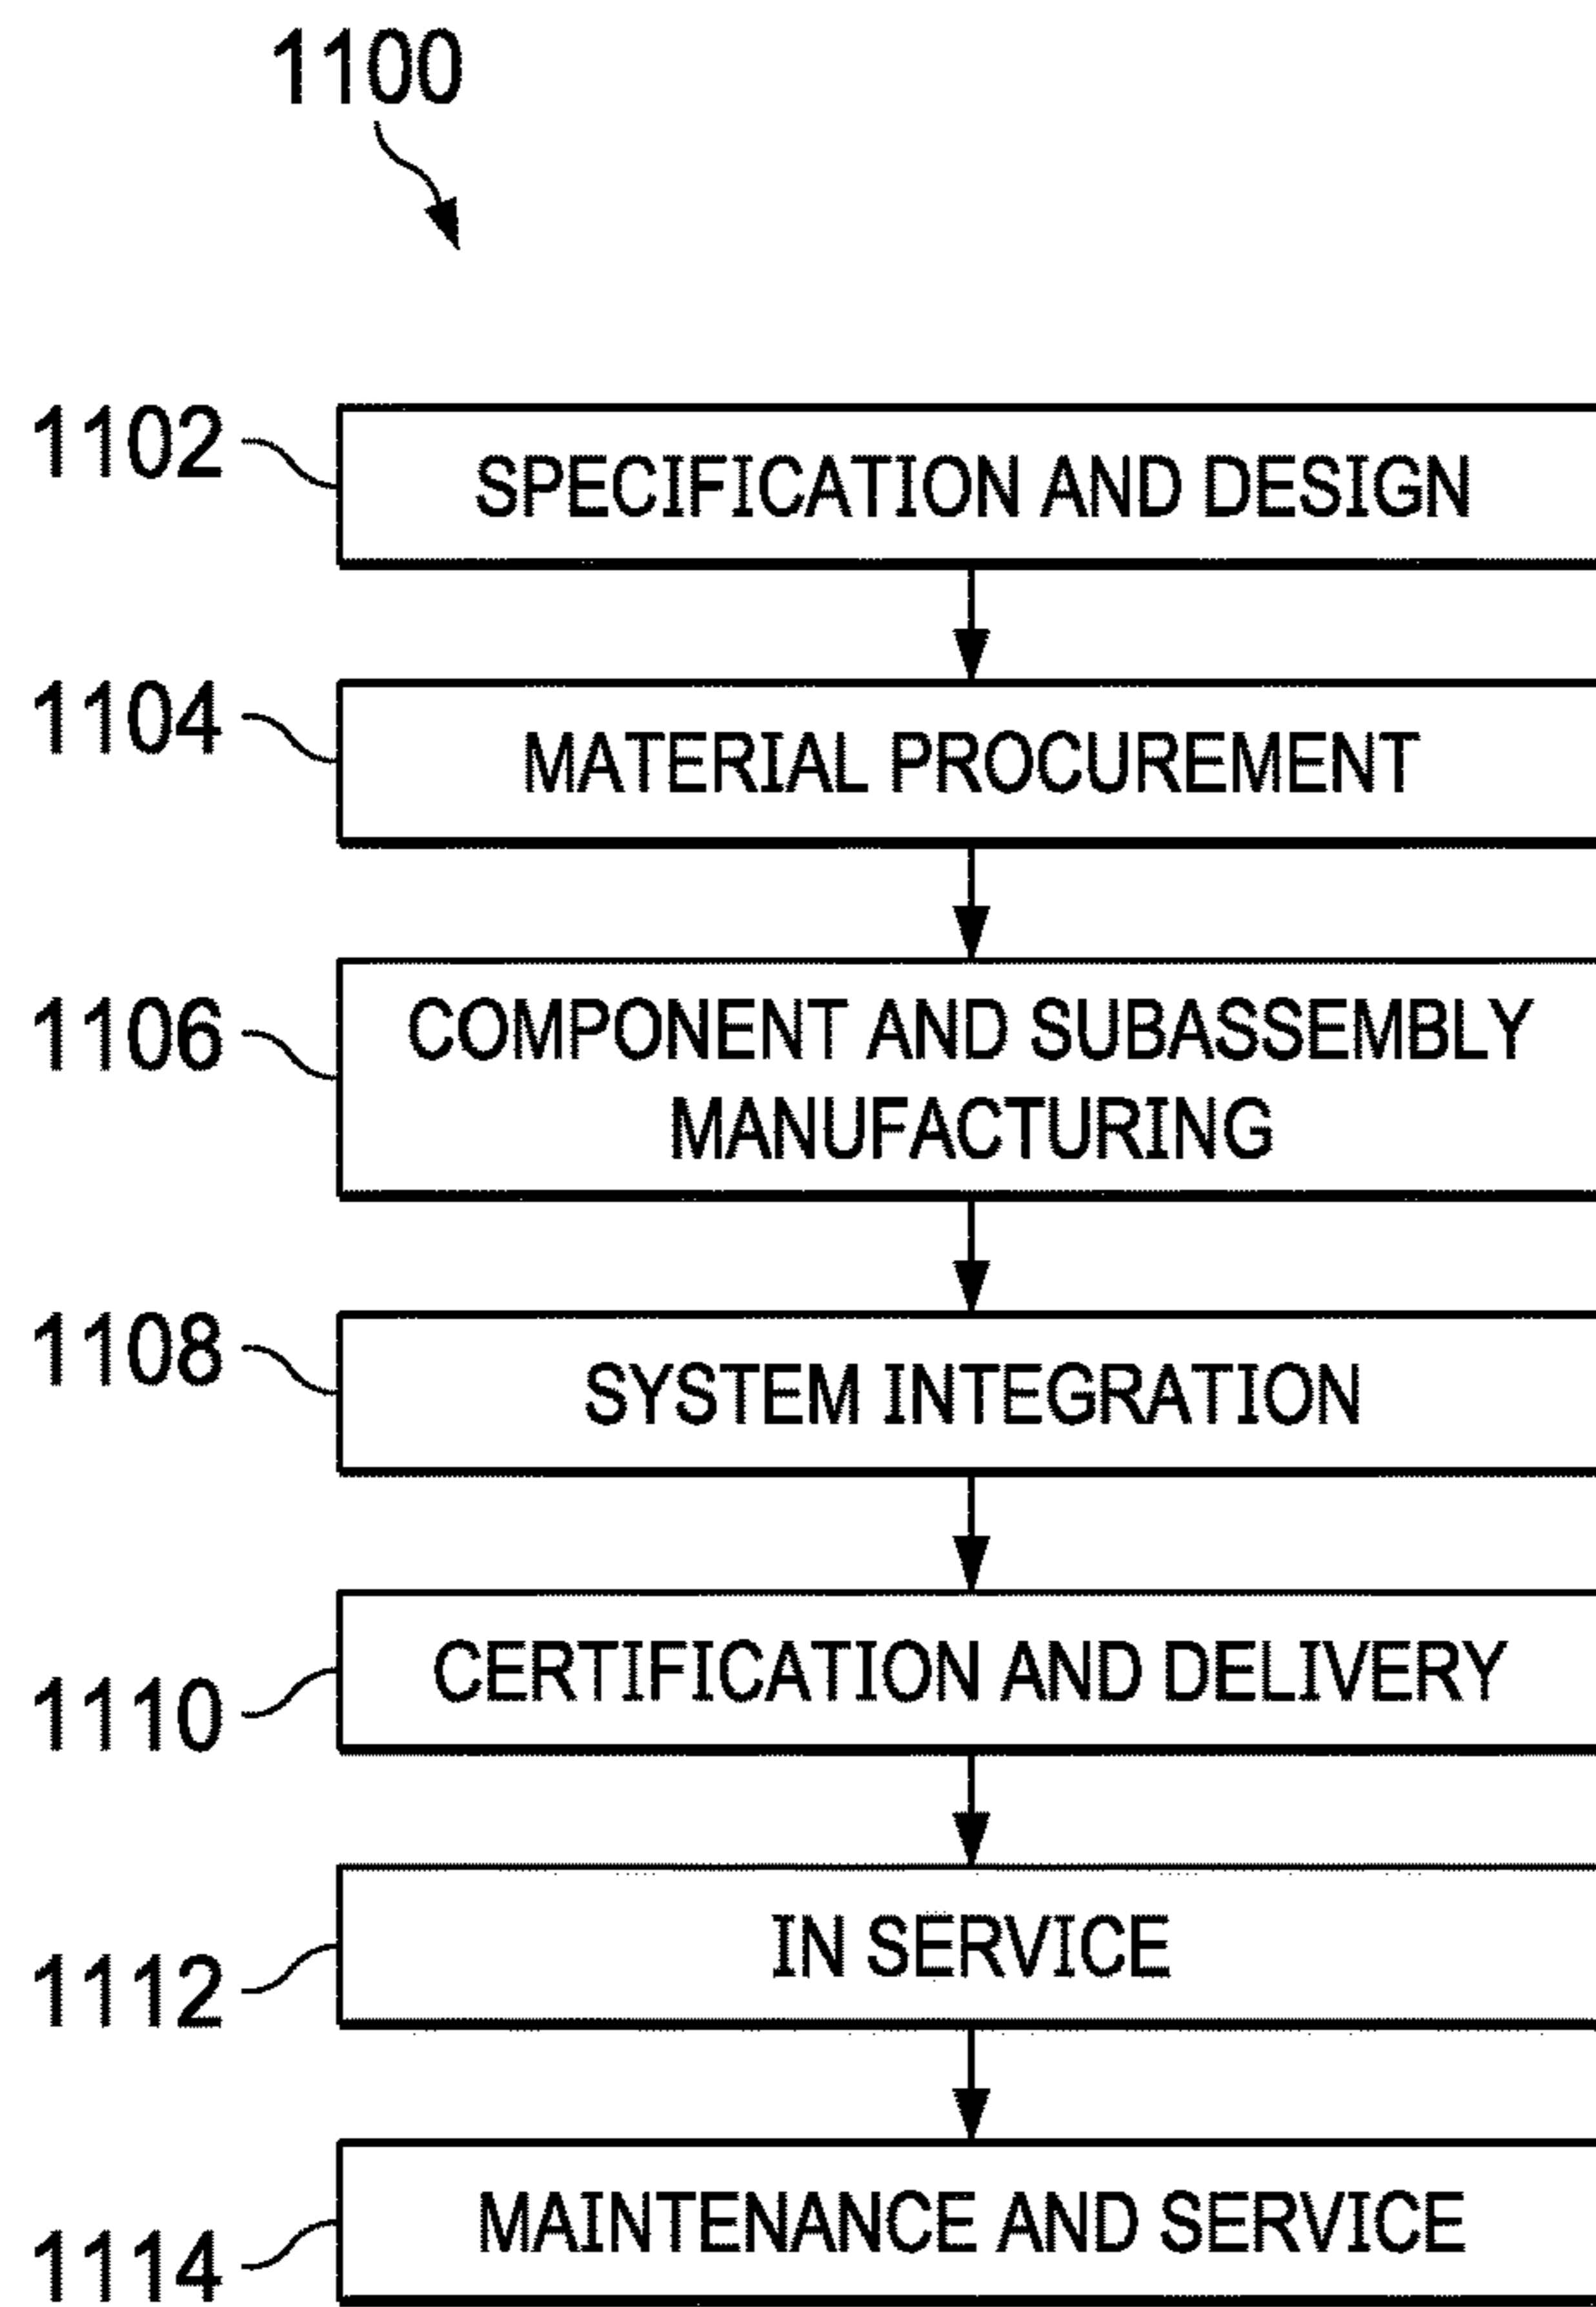 1100
1102
SPECIFICATION AND DESIGN
1104
MATERIAL PROCUREMENT
1106
COMPONENT AND SUBASSEMBLY
MANUFACTURING
1108
SYSTEM INTEGRATION
1110
CERTIFICATION AND DELIVERY
1112
IN SERVICE
1114
MAINTENANCE AND SERVICE